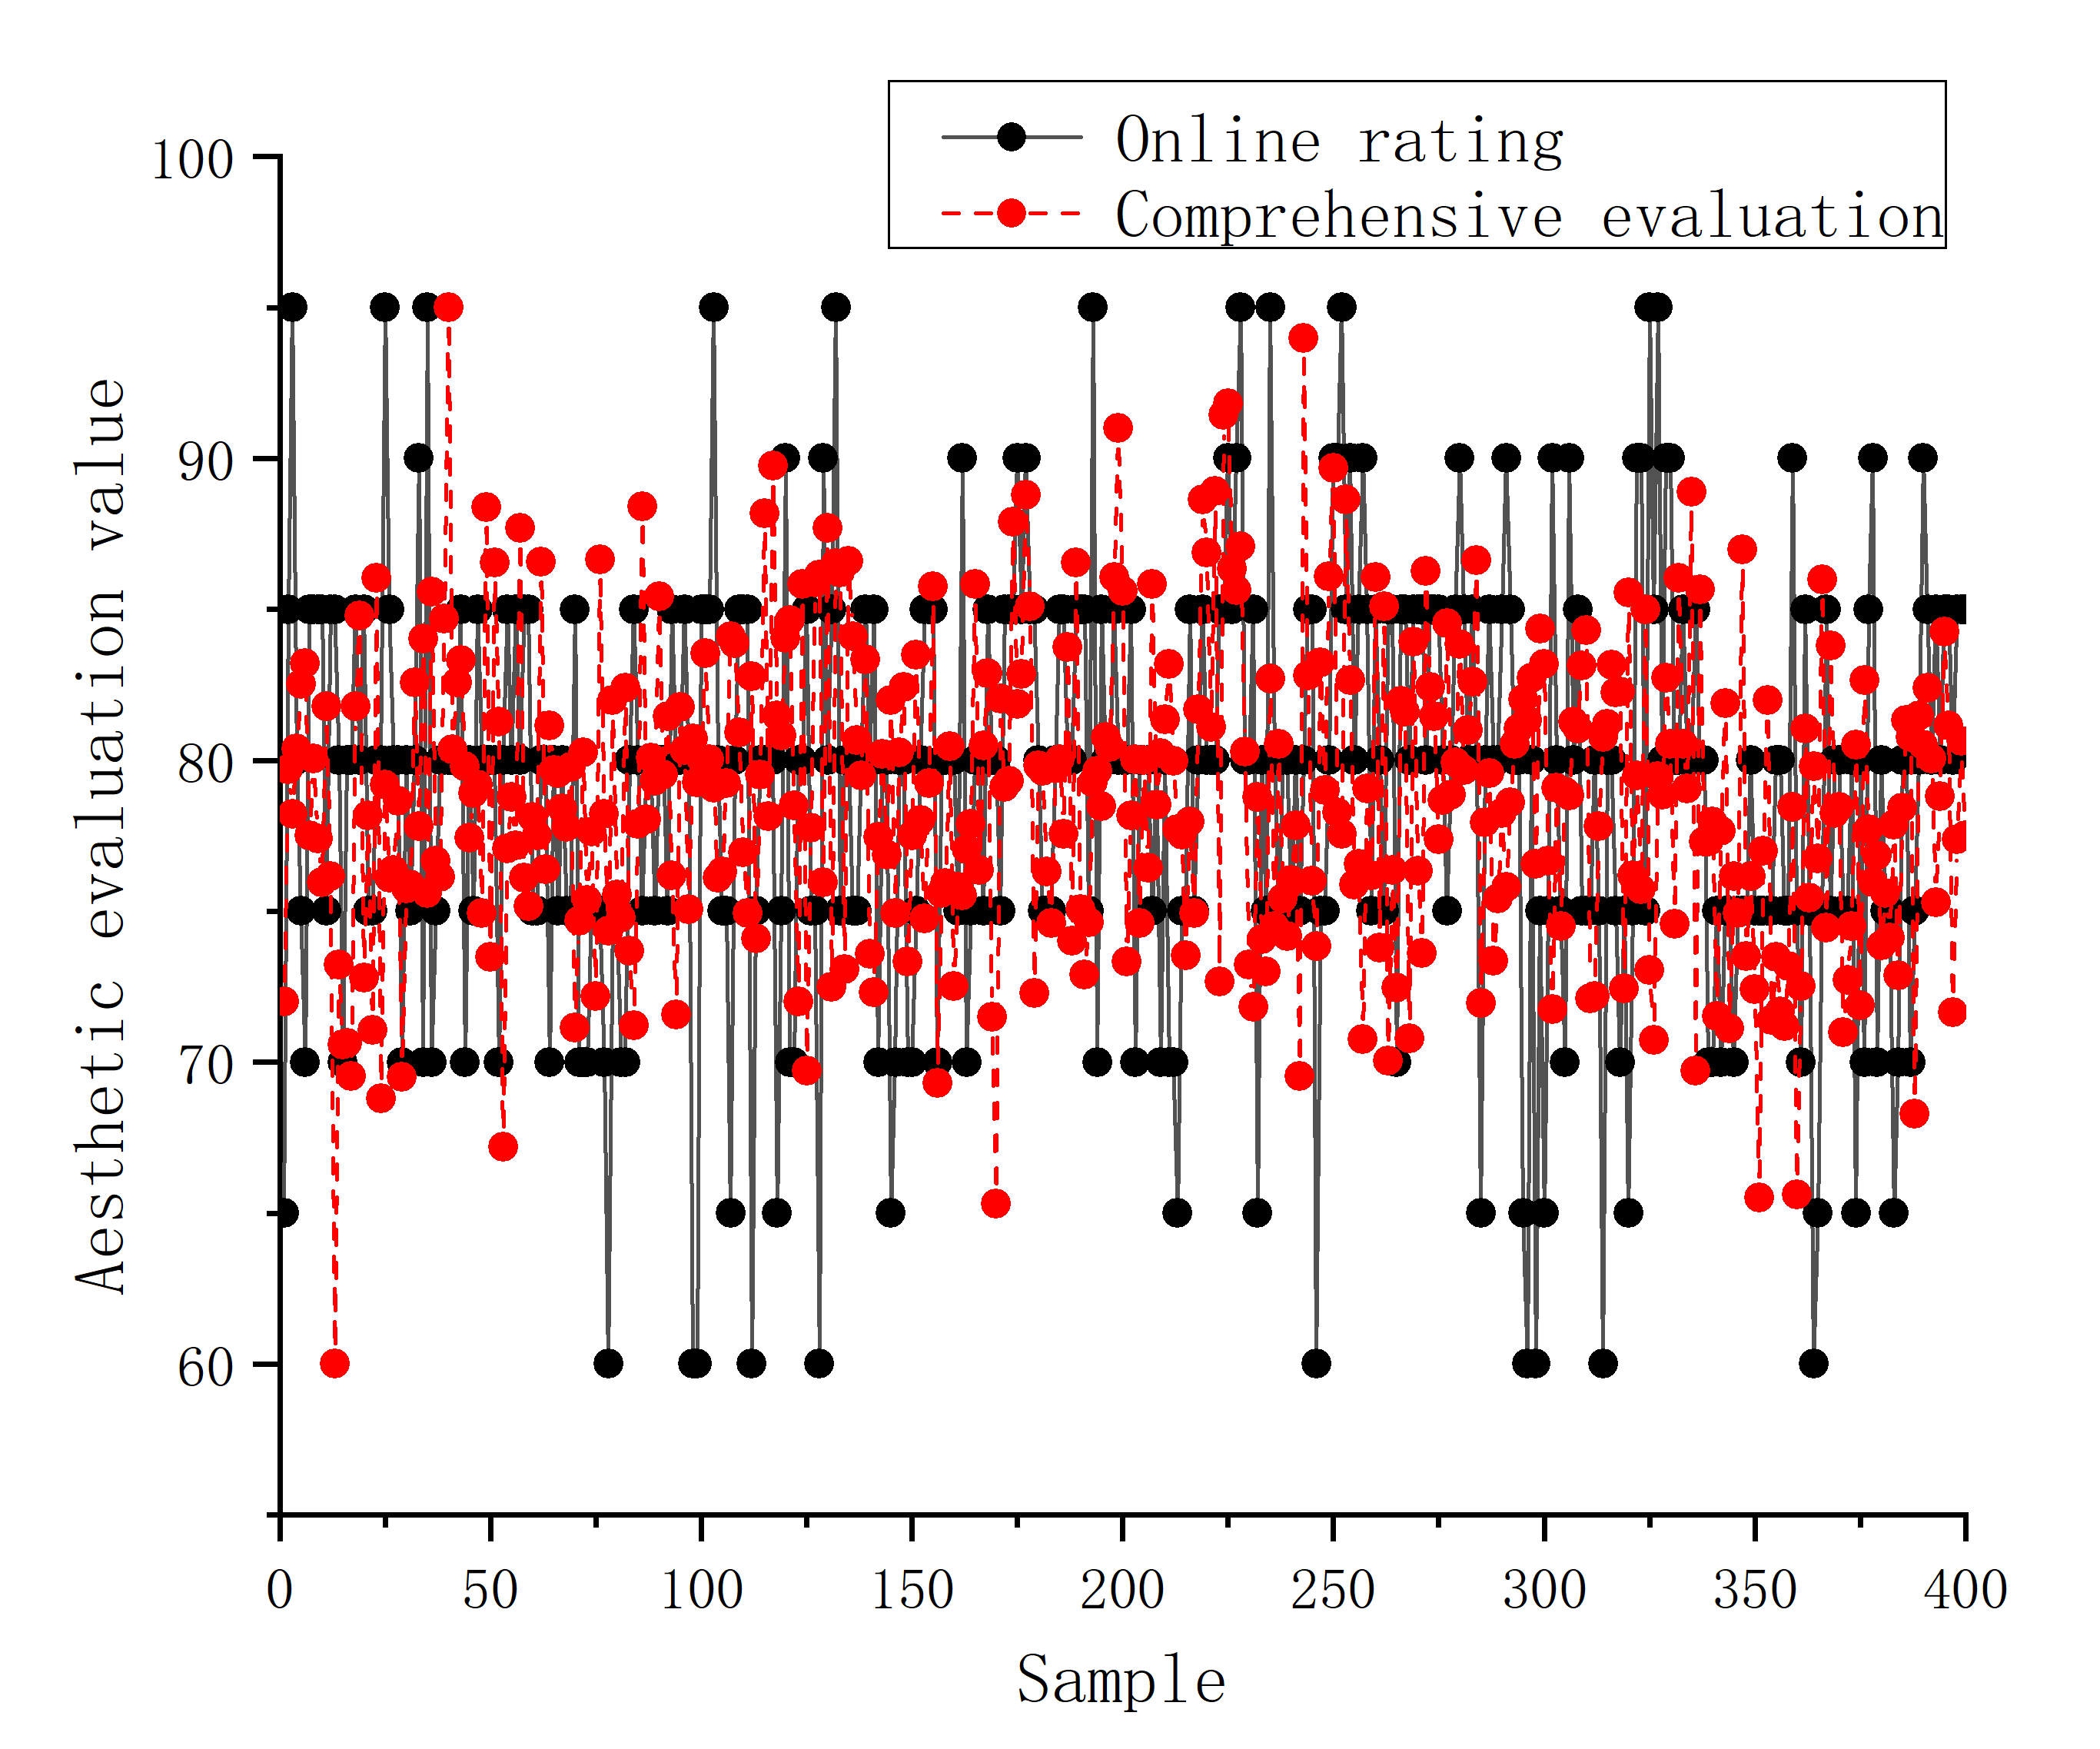 Online rating
Comprehensive evaluation
100
90
80
70
60
Aesthetic evaluation value
0 50 100 150 200 250 300 350 400
Sample